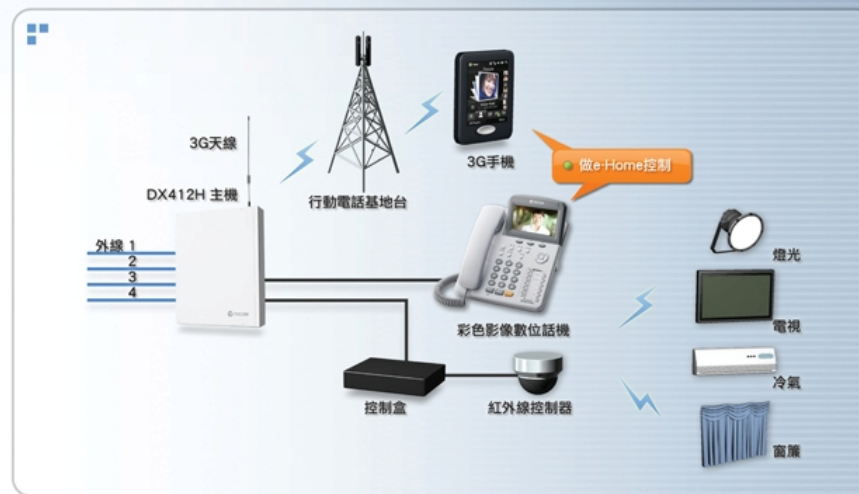 3G天線
DX412H 主機
外線 1
2
3
4
行動電話基地台
3G手機
做e-Home控制
彩色影像數位話機
控制盒
紅外線控制器
燈光
電視
冷氣
窗簾